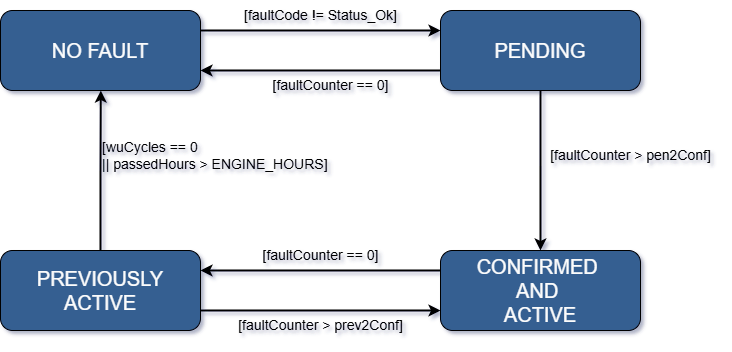 [faultCode != Status_Ok]
NO FAULT
PENDING
[faultCounter == 0]
[wuCycles == 0
|| passedHours > ENGINE_HOURS]
[faultCounter > pen2Conf]
[faultCounter == 0]
PREVIOUSLY
ACTIVE
CONFIRMED
AND
ACTIVE
[faultCounter > prev2Conf]